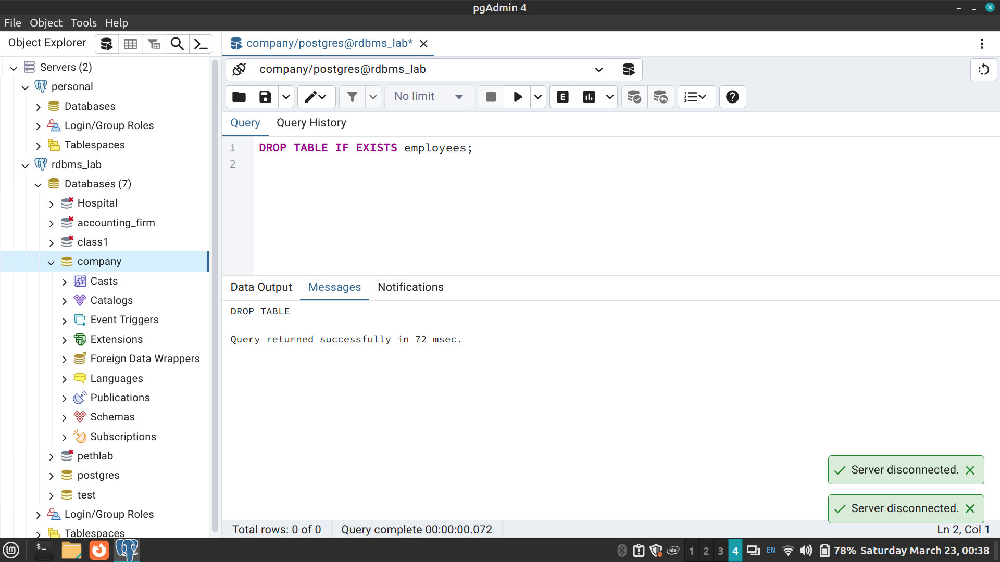 pgAdmin 4
File Object Tools Help
Object Explorer
Servers (2)
personal
Databases
Login/Group Roles
Tablespaces
rdbms_lab
Databases (7)
Hospital
accounting_firm
class1
company
Casts
Catalogs
Event Triggers
Extensions
Foreign Data Wrappers
Languages
Publications
Schemas
Subscriptions
pethlab
postgres
test
Login/Group Roles
Tablespaces
company/postgres@rdbms_lab*
company/postgres@rdbms_lab
No limit
E
Query Query History
1 DROP TABLE IF EXISTS employees;
2
Data Output Messages Notifications
DROP TABLE
Query returned successfully in 72 msec.
Server disconnected.
Server disconnected.
Total rows: 0 of 0 Query complete 00:00:00.072 Ln 2, Col 1
intel 1 2 3 4 EN 78% Saturday March 23, 00:38